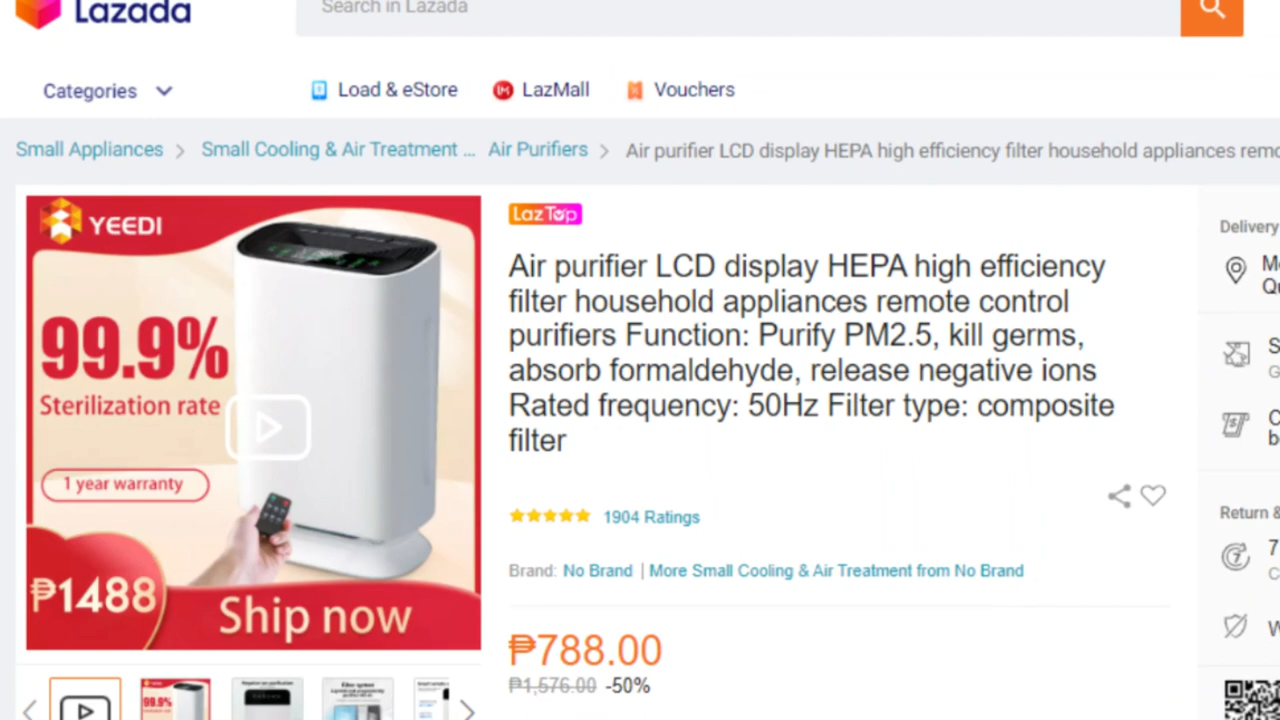 Lazada
Search in Lazada
Categories
Load & eStore
LazMall
Vouchers
Small Appliances
Small Cooling & Air Treatment ...
Air Purifiers
Air purifier LCD display HEPA high efficiency filter household appliances
YEEDI
99.9%
Sterilization rate
1 year warranty
₱1488
Ship now
LazTop
Air purifier LCD display HEPA high efficiency
filter household appliances remote control
purifiers Function: Purify PM2.5, kill germs,
absorb formaldehyde, release negative ions
Rated frequency: 50Hz Filter type: composite
filter
1904 Ratings
Brand: No Brand | More Small Cooling & Air Treatment from No Brand
₱788.00
₱1,576.00 -50%
Delivery
Return &
7
99.9%